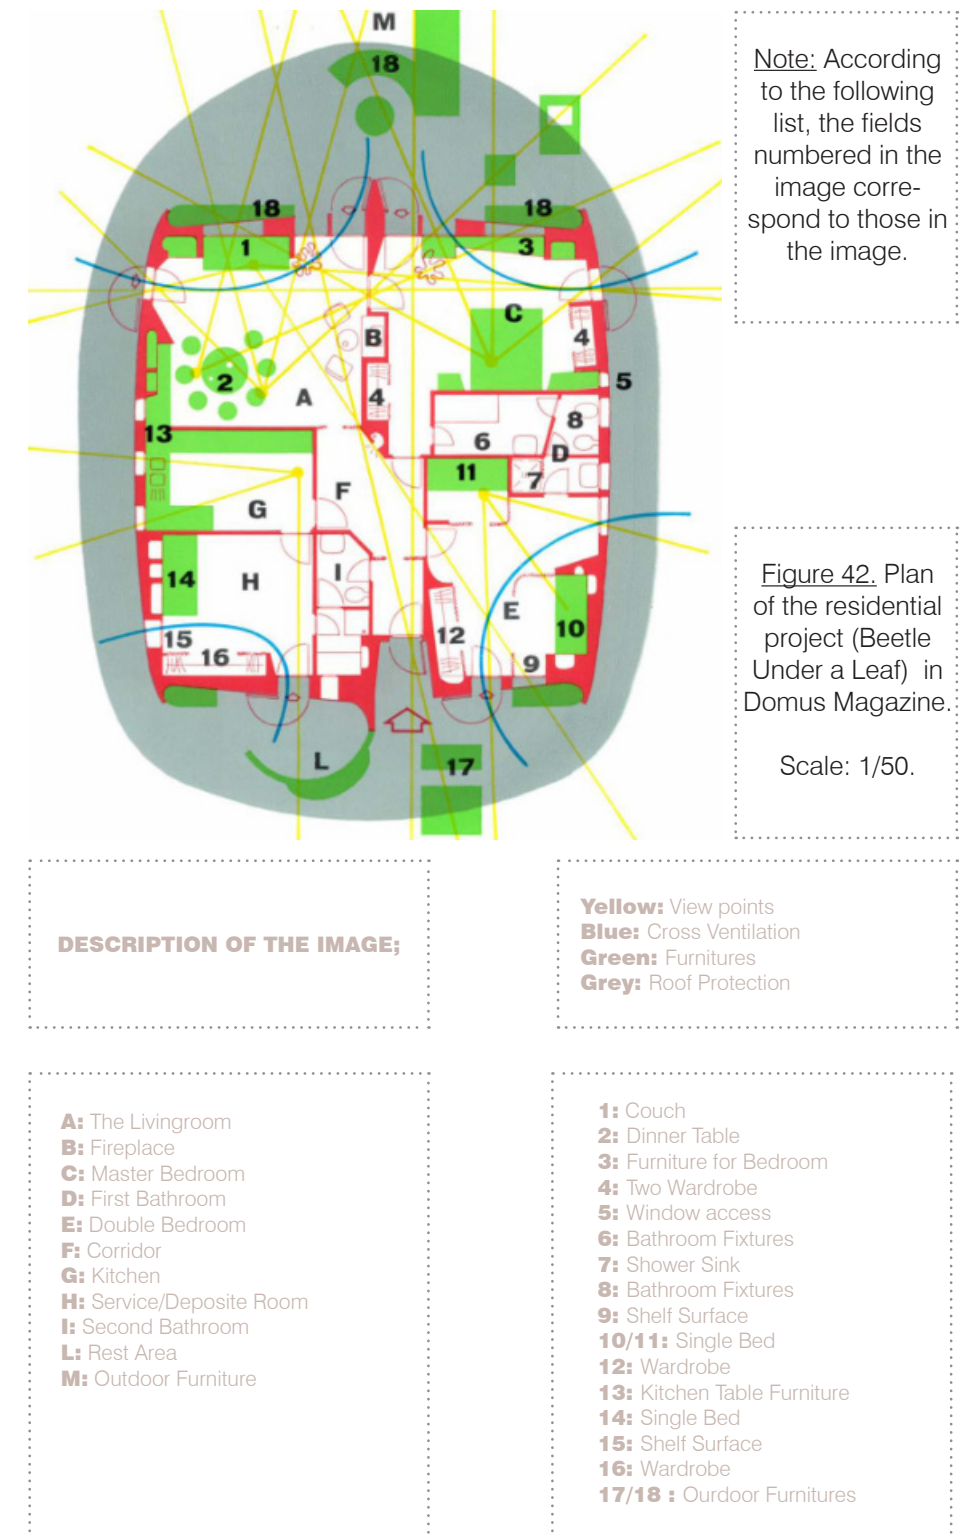 M
18
18
18
1
3
C
B
4
2
A
4
5
8
13
6
D
11
7
G
F
14
H
I
E
10
15
16
12
9
L
17
Note: According
to the following
list, the fields
numbered in the
image corre-
spond to those in
the image.
Figure 42. Plan
of the residential
project (Beetle
Under a Leaf)  in
Domus Magazine.
Scale: 1/50.
DESCRIPTION OF THE IMAGE;
Yellow: View points
Blue: Cross Ventilation
Green: Furnitures
Grey: Roof Protection
A: The Livingroom
B: Fireplace
C: Master Bedroom
D: First Bathroom
E: Double Bedroom
F: Corridor
G: Kitchen
H: Service/Deposite Room
I: Second Bathroom
L: Rest Area
M: Outdoor Furniture
1: Couch
2: Dinner Table
3: Furniture for Bedroom
4: Two Wardrobe
5: Window access
6: Bathroom Fixtures
7: Shower Sink
8: Bathroom Fixtures
9: Shelf Surface
10/11: Single Bed
12: Wardrobe
13: Kitchen Table Furniture
14: Single Bed
15: Shelf Surface
16: Wardrobe
17/18 : Ourdoor Furnitures